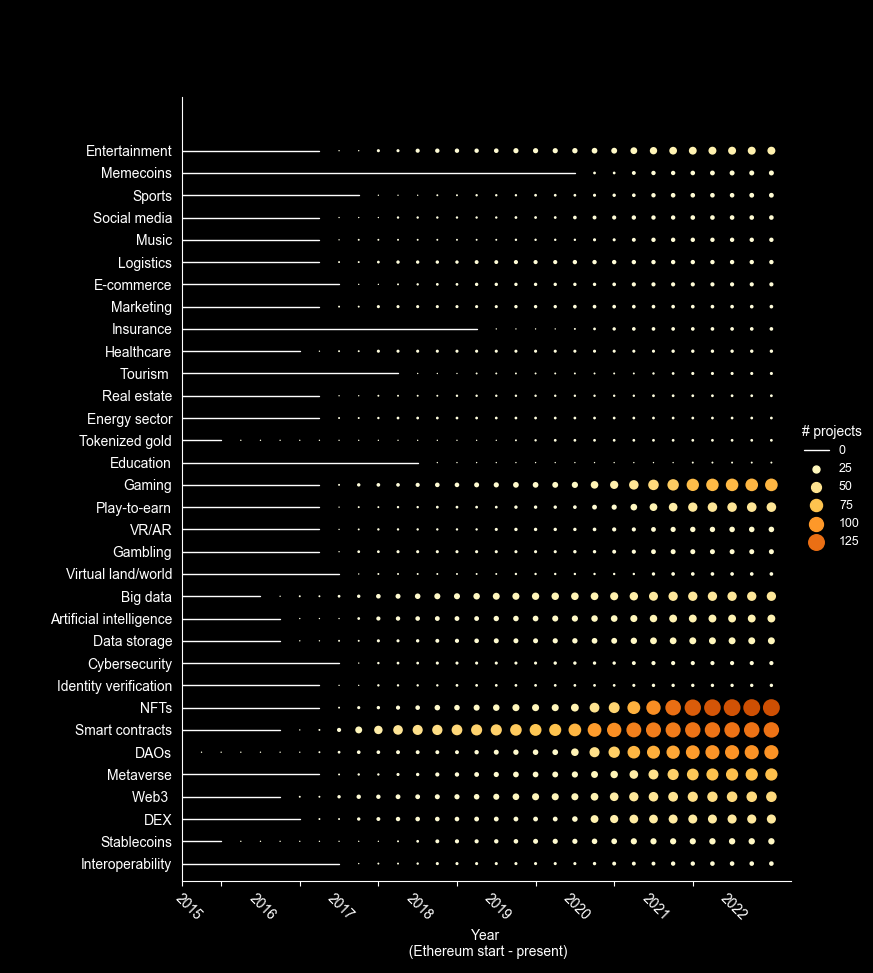 Entertainment
Memecoins
Sports
Social media
Music
Logistics
E-commerce
Marketing
Insurance
Healthcare
Tourism
Real estate
Energy sector
Tokenized gold
Education
Gaming
Play-to-earn
VR/AR
Gambling
Virtual land/world
Big data
Artificial intelligence
Data storage
Cybersecurity
Identity verification
NFTs
Smart contracts
DAOs
Metaverse
Web3
DEX
Stablecoins
Interoperability
# projects
0
25
50
75
100
125
2015 2016 2017 2018 2019 2020 2021 2022
Year
(Ethereum start - present)